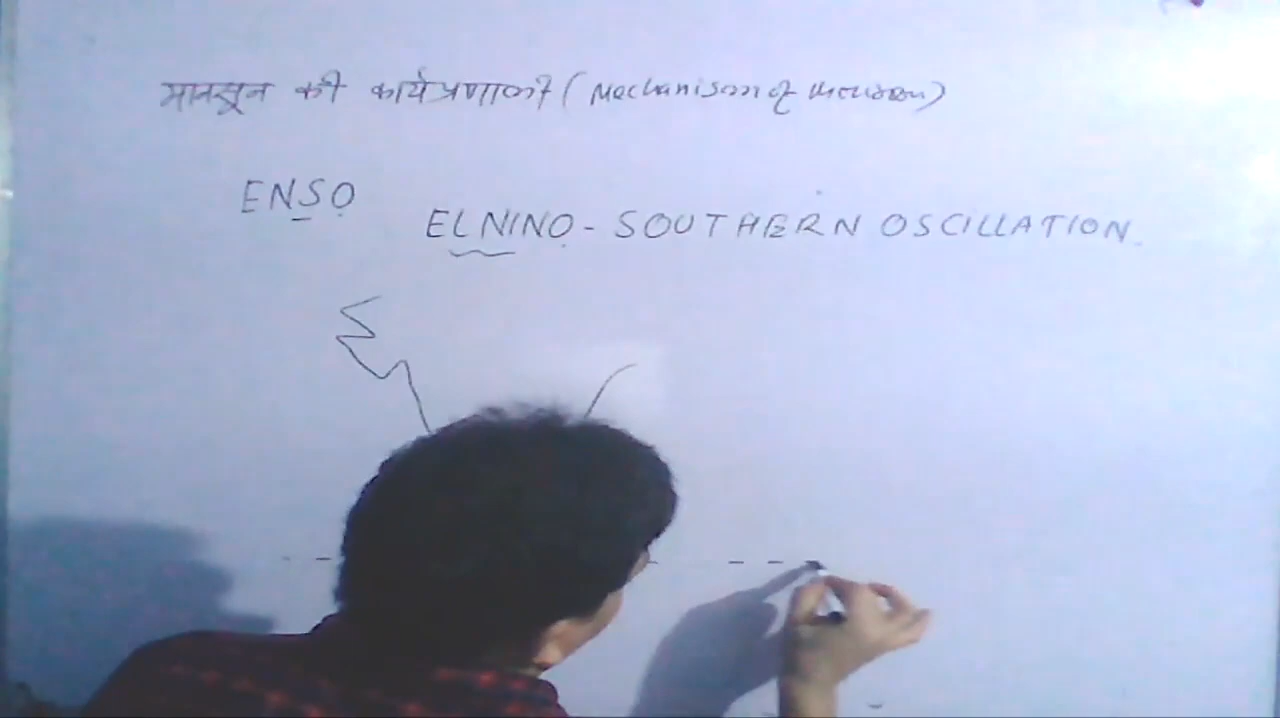 मानसून की कार्यप्रणाली (Mechanism of Monsoon)
ENSO
ELNINO - SOUTHERN OSCILLATION